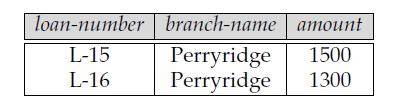 loan-number branch-name amount
L-15 Perryridge 1500
L-16 Perryridge 1300